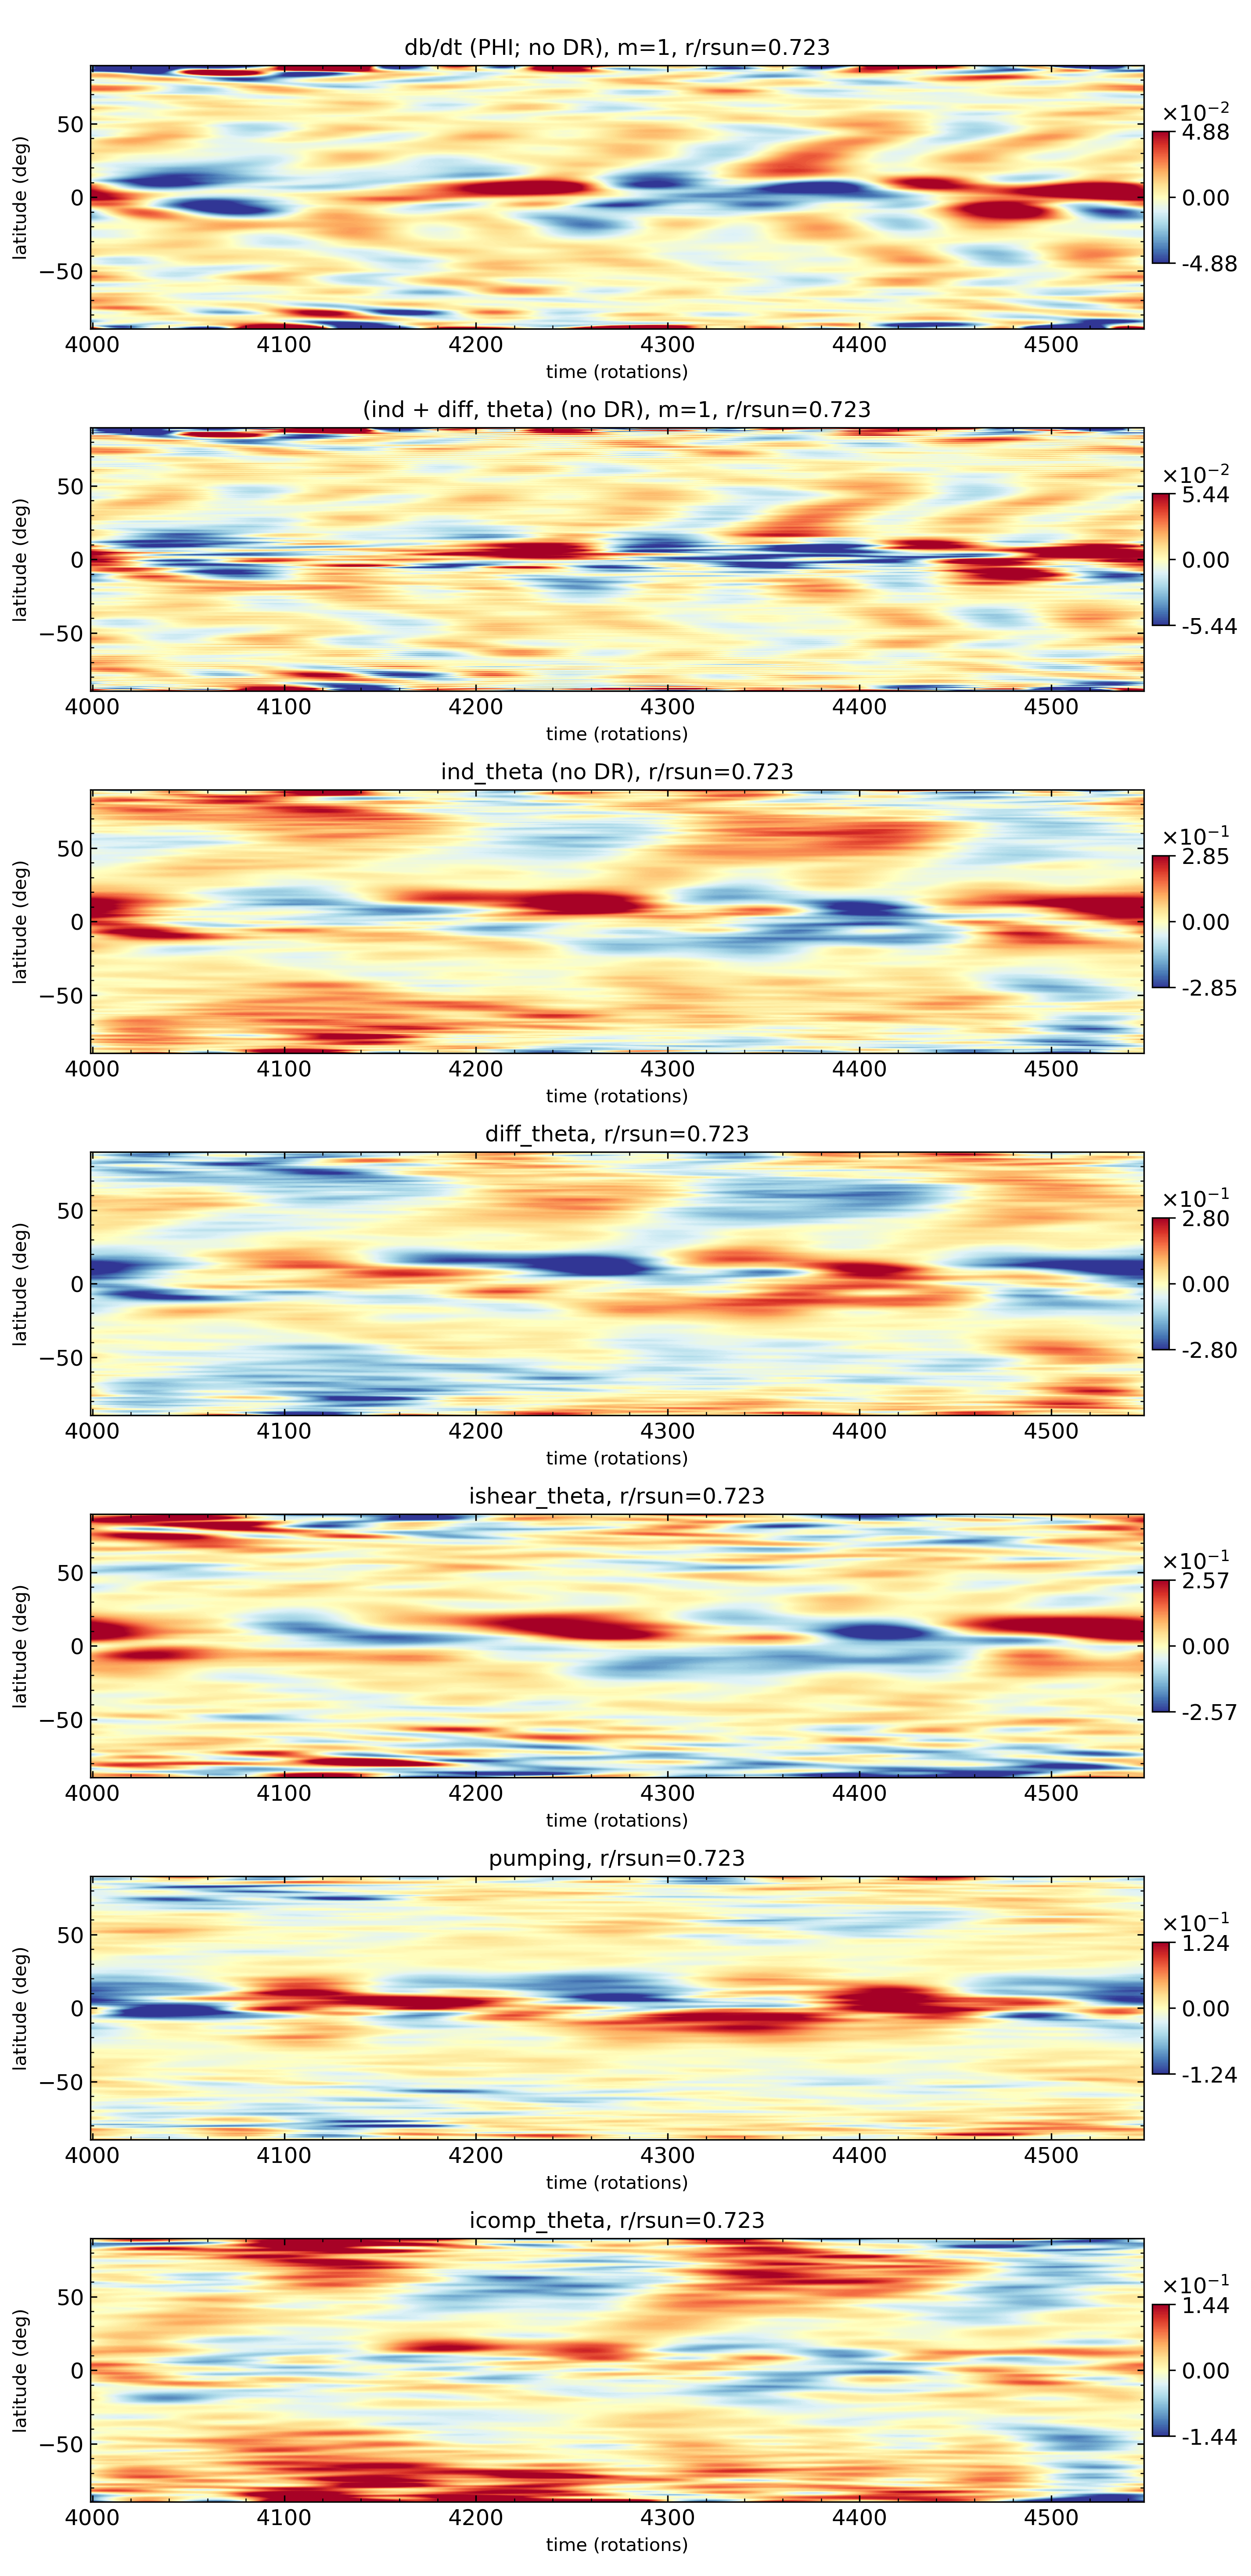 db/dt (PHI; no DR), m=1, r/rsun=0.723
×10⁻²
4.88
0.00
-4.88
latitude (deg)
50
0
−50
4000 4100 4200 4300 4400 4500
time (rotations)
(ind + diff, theta) (no DR), m=1, r/rsun=0.723
×10⁻²
5.44
0.00
-5.44
latitude (deg)
50
0
−50
4000 4100 4200 4300 4400 4500
time (rotations)
ind_theta (no DR), r/rsun=0.723
×10⁻¹
2.85
0.00
-2.85
latitude (deg)
50
0
−50
4000 4100 4200 4300 4400 4500
time (rotations)
diff_theta, r/rsun=0.723
×10⁻¹
2.80
0.00
-2.80
latitude (deg)
50
0
−50
4000 4100 4200 4300 4400 4500
time (rotations)
ishear_theta, r/rsun=0.723
×10⁻¹
2.57
0.00
-2.57
latitude (deg)
50
0
−50
4000 4100 4200 4300 4400 4500
time (rotations)
pumping, r/rsun=0.723
×10⁻¹
1.24
0.00
-1.24
latitude (deg)
50
0
−50
4000 4100 4200 4300 4400 4500
time (rotations)
icomp_theta, r/rsun=0.723
×10⁻¹
1.44
0.00
-1.44
latitude (deg)
50
0
−50
4000 4100 4200 4300 4400 4500
time (rotations)